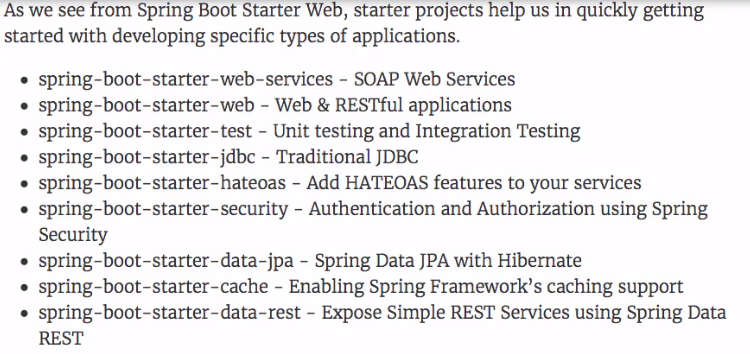 As we see from Spring Boot Starter Web, starter projects help us in quickly getting
started with developing specific types of applications.
• spring-boot-starter-web-services - SOAP Web Services
• spring-boot-starter-web - Web & RESTful applications
• spring-boot-starter-test - Unit testing and Integration Testing
• spring-boot-starter-jdbc - Traditional JDBC
• spring-boot-starter-hateoas - Add HATEOAS features to your services
• spring-boot-starter-security - Authentication and Authorization using Spring
Security
• spring-boot-starter-data-jpa - Spring Data JPA with Hibernate
• spring-boot-starter-cache - Enabling Spring Framework's caching support
• spring-boot-starter-data-rest - Expose Simple REST Services using Spring Data
REST